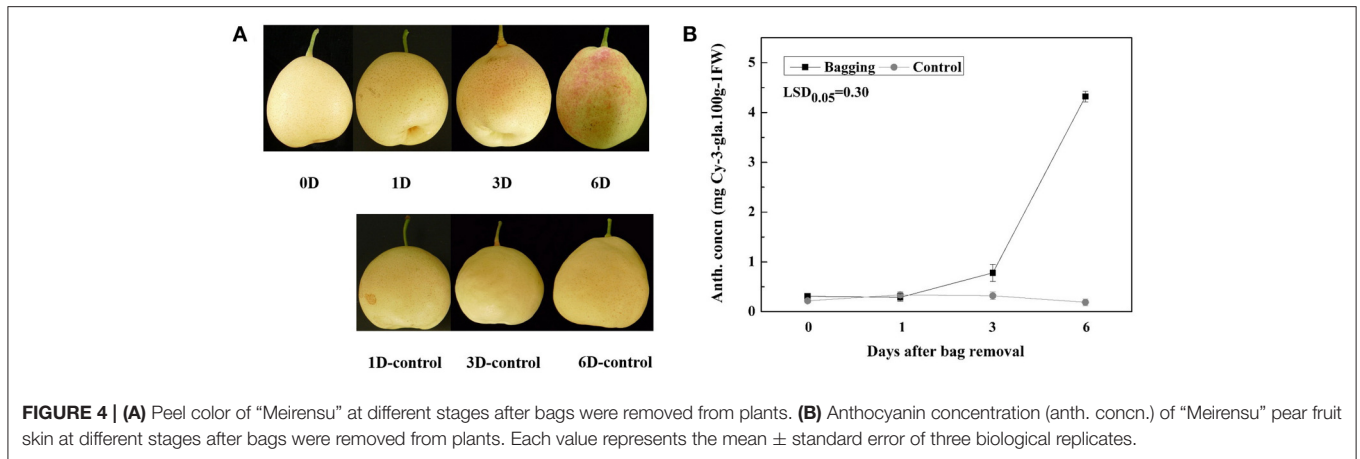 A
0D 1D 3D 6D
1D-control 3D-control 6D-control
B
Bagging Control
LSD0.05=0.30
5
4
3
2
1
0
Anth. concn (mg Cy-3-gla.100g-1FW)
0 1 3 6
Days after bag removal
FIGURE 4 | (A) Peel color of “Meirensu” at different stages after bags were removed from plants. (B) Anthocyanin concentration (anth. concn.) of “Meirensu” pear fruit
skin at different stages after bags were removed from plants. Each value represents the mean ± standard error of three biological replicates.